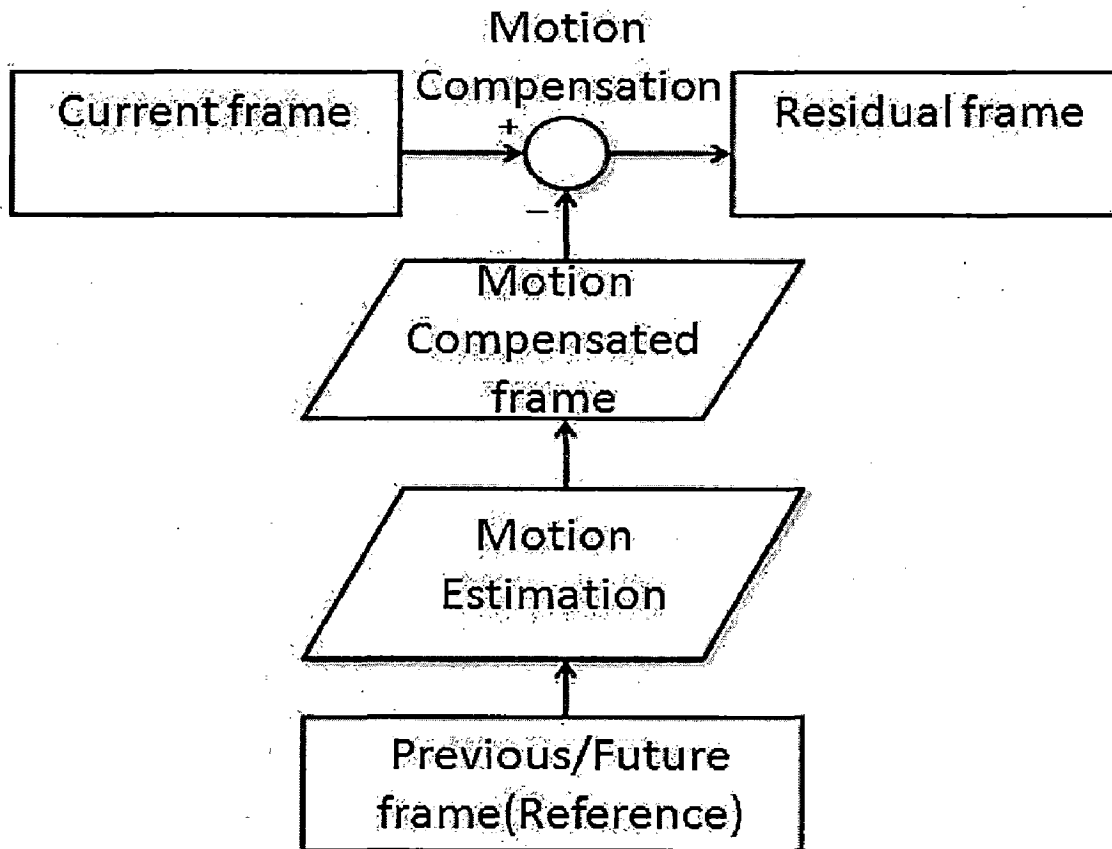 Motion
Compensation
Current frame
Residual frame
+
−
Motion
Compensated
frame
Motion
Estimation
Previous/Future
frame(Reference)